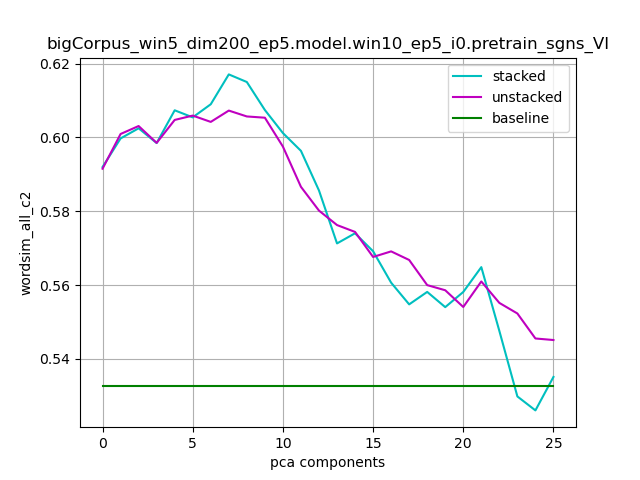 bigCorpus_win5_dim200_ep5.model.win10_ep5_i0.pretrain_sgns_VI
stacked
unstacked
baseline
0.62
0.60
0.58
0.56
0.54
wordsim_all_c2
0 5 10 15 20 25
pca components